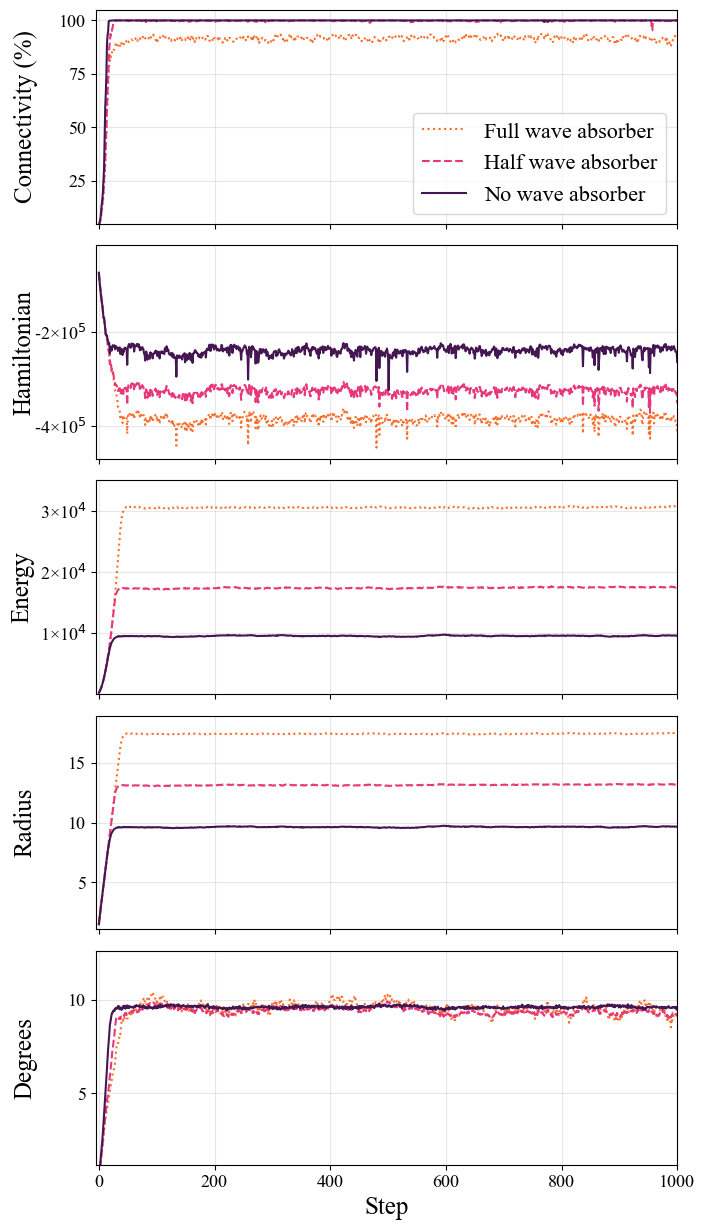 Connectivity (%)
100
75
50
25
Full wave absorber
Half wave absorber
No wave absorber
Hamiltonian
-2×10⁵
-4×10⁵
Energy
3×10⁴
2×10⁴
1×10⁴
Radius
15
10
5
Degrees
10
5
0 200 400 600 800 1000
Step